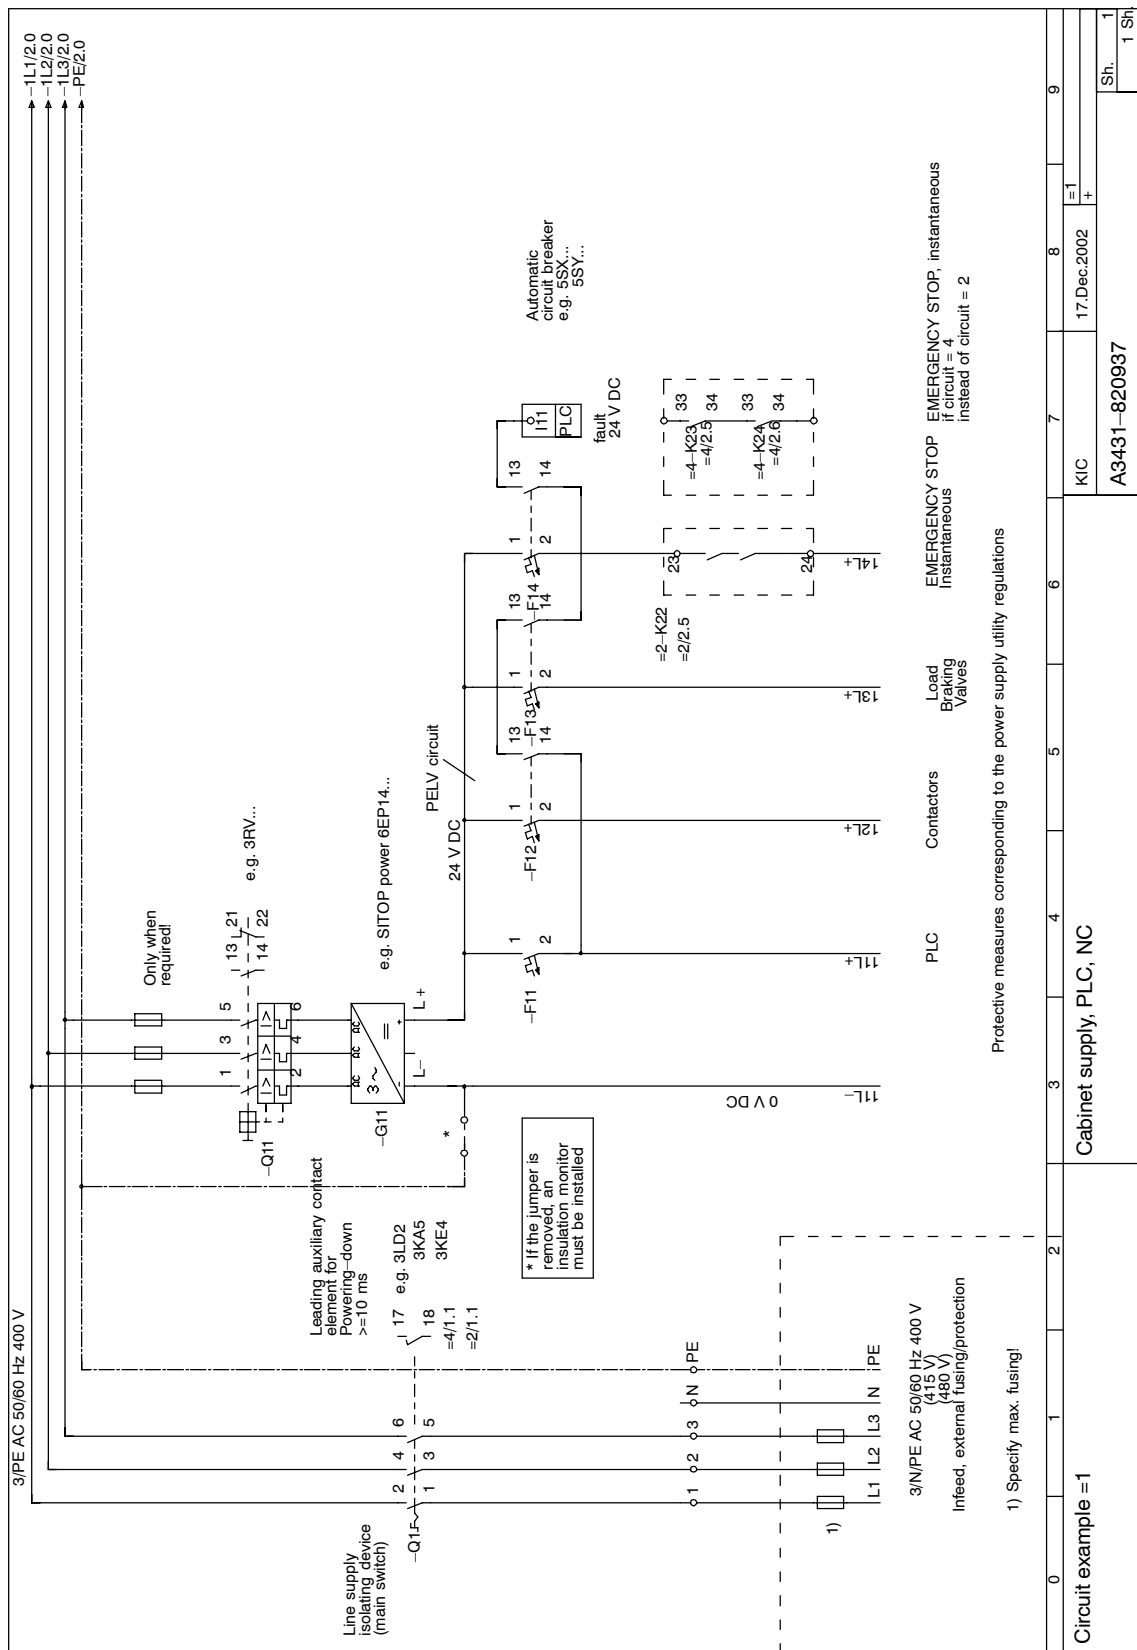 3/PE AC 50/60 Hz 400 V
–1L1/2.0
–1L2/2.0
–1L3/2.0
–PE/2.0
Only when
required!
1
3
5
13
21
14
22
e.g. 3RV...
–Q11
I>
I>
I>
2
4
6
Leading auxiliary contact
element for
Powering–down
>=10 ms
AC
AC
AC
3 ~
=
-
+
–G11
e.g. SITOP power 6EP14...
L–
L +
Line supply
isolating device
(main switch)
–Q1
2
4
6
1
3
5
17
18
e.g. 3LD2
3KA5
3KE4
=4/1.1
=2/1.1
*
24 V DC
PELV circuit
* If the jumper is
removed, an
insulation monitor
must be installed
–F11
1
2
–F12
1
2
13
14
–F13
1
2
13
14
–F14
1
2
13
14
I11
PLC
Automatic
circuit breaker
e.g. 5SX...
5SY...
fault
24 V DC
=2–K22
=2/2.5
23
24
=4–K23
=4/2.5
33
34
=4–K24
=4/2.6
33
34
1
2
3
N
PE
0 V DC
1)
L1
L2
L3
N
PE
11L–
11L+
12L+
13L+
14L+
3/N/PE AC 50/60 Hz 400 V
(415 V)
(480 V)
Infeed, external fusing/protection
1) Specify max. fusing!
PLC
Contactors
Load
Braking
Valves
EMERGENCY STOP
Instantaneous
EMERGENCY STOP, instantaneous
if circuit = 4
instead of circuit = 2
Protective measures corresponding to the power supply utility regulations
0 1 2 3 4 5 6 7 8 9
Circuit example =1
Cabinet supply, PLC, NC
KIC
17.Dec.2002
=1
+
A3431–820937
Sh. 1
1 Sh.